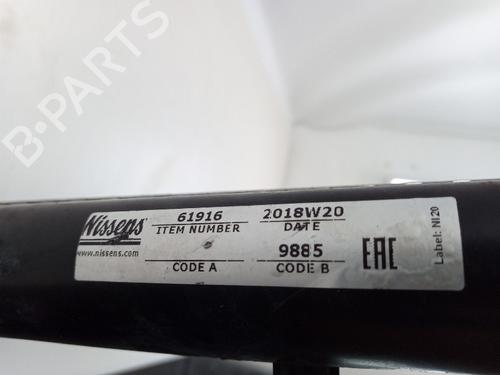 B-PARTS
Nissens
www.nissens.com
61916
ITEM NUMBER
2018W20
DATE
CODE A
9885
CODE B
EAC
Label: NI20